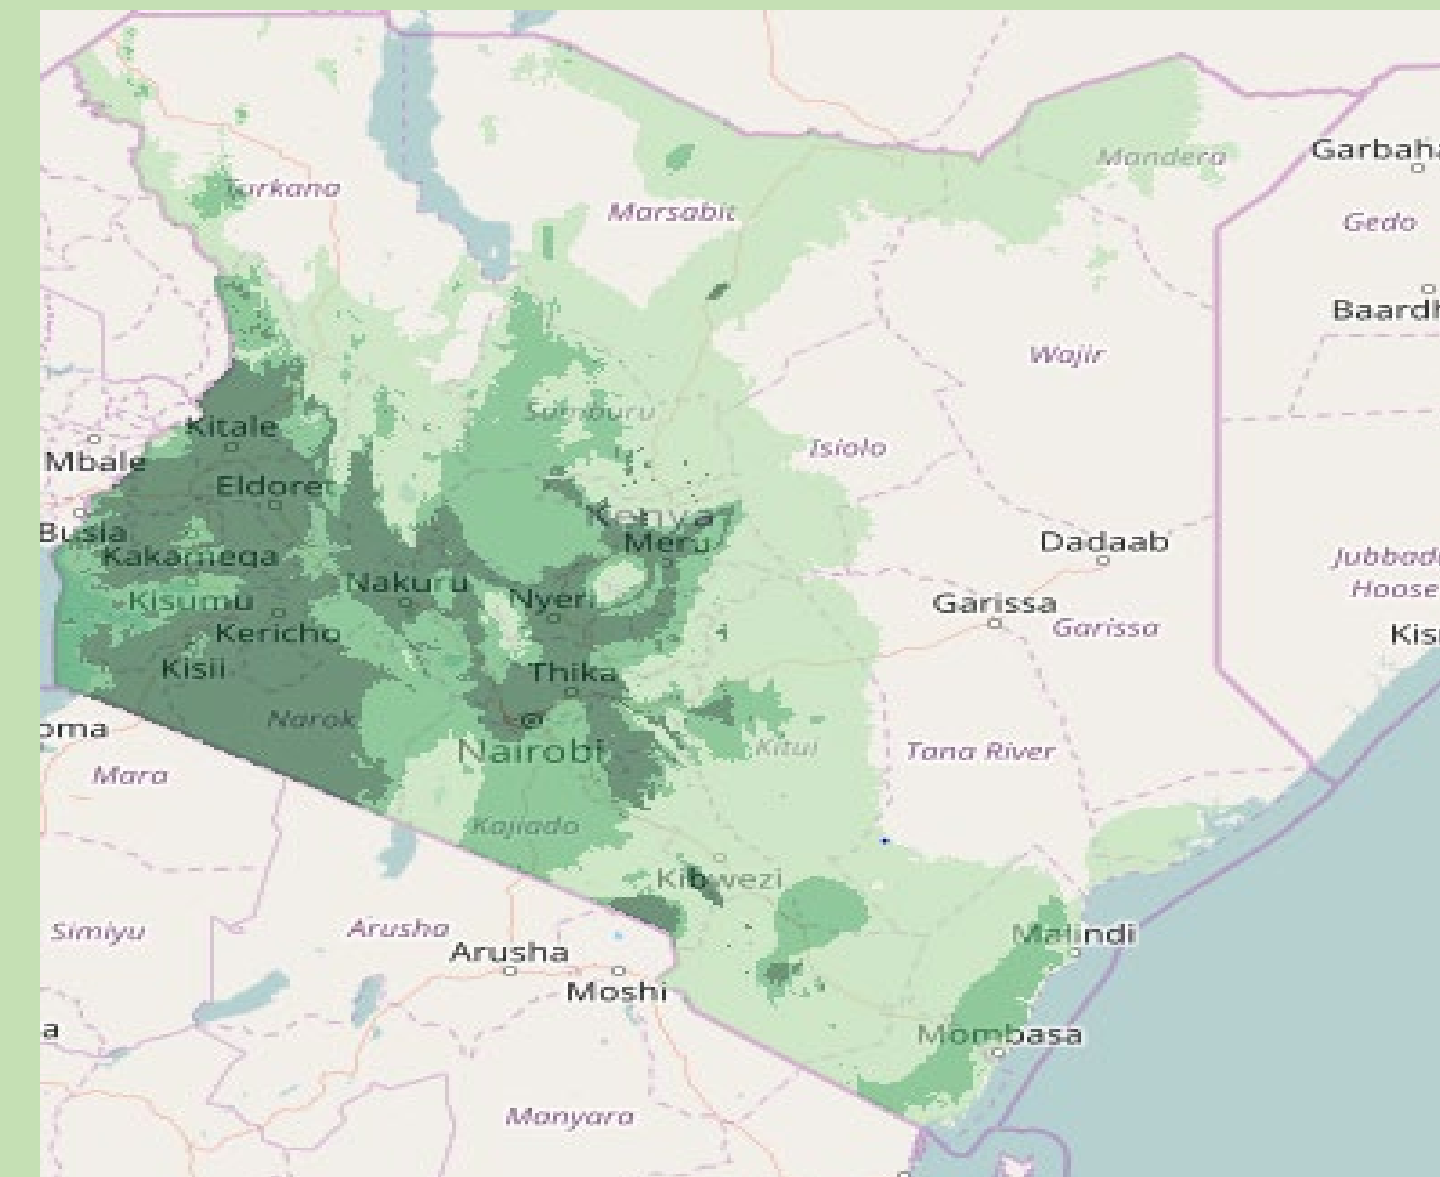 Garbaha
Mandera
Turkana
Marsabit
Gedo
Baardh
Wajir
Samburu
Kitale
Isiolo
Mbale
Eldoret
Kenya
Busia
Meru
Dadaab
Kakamega
Jubbada
Hoose
Nakuru
Nyeri
Kisumu
Garissa
Garissa
Kericho
Kis
Kisii
Thika
Narok
oma
Nairobi
Kitui
Tana River
Mara
Kajiado
Kibwezi
Simiyu
Arusha
Malindi
Arusha
Moshi
a
Mombasa
Manyara